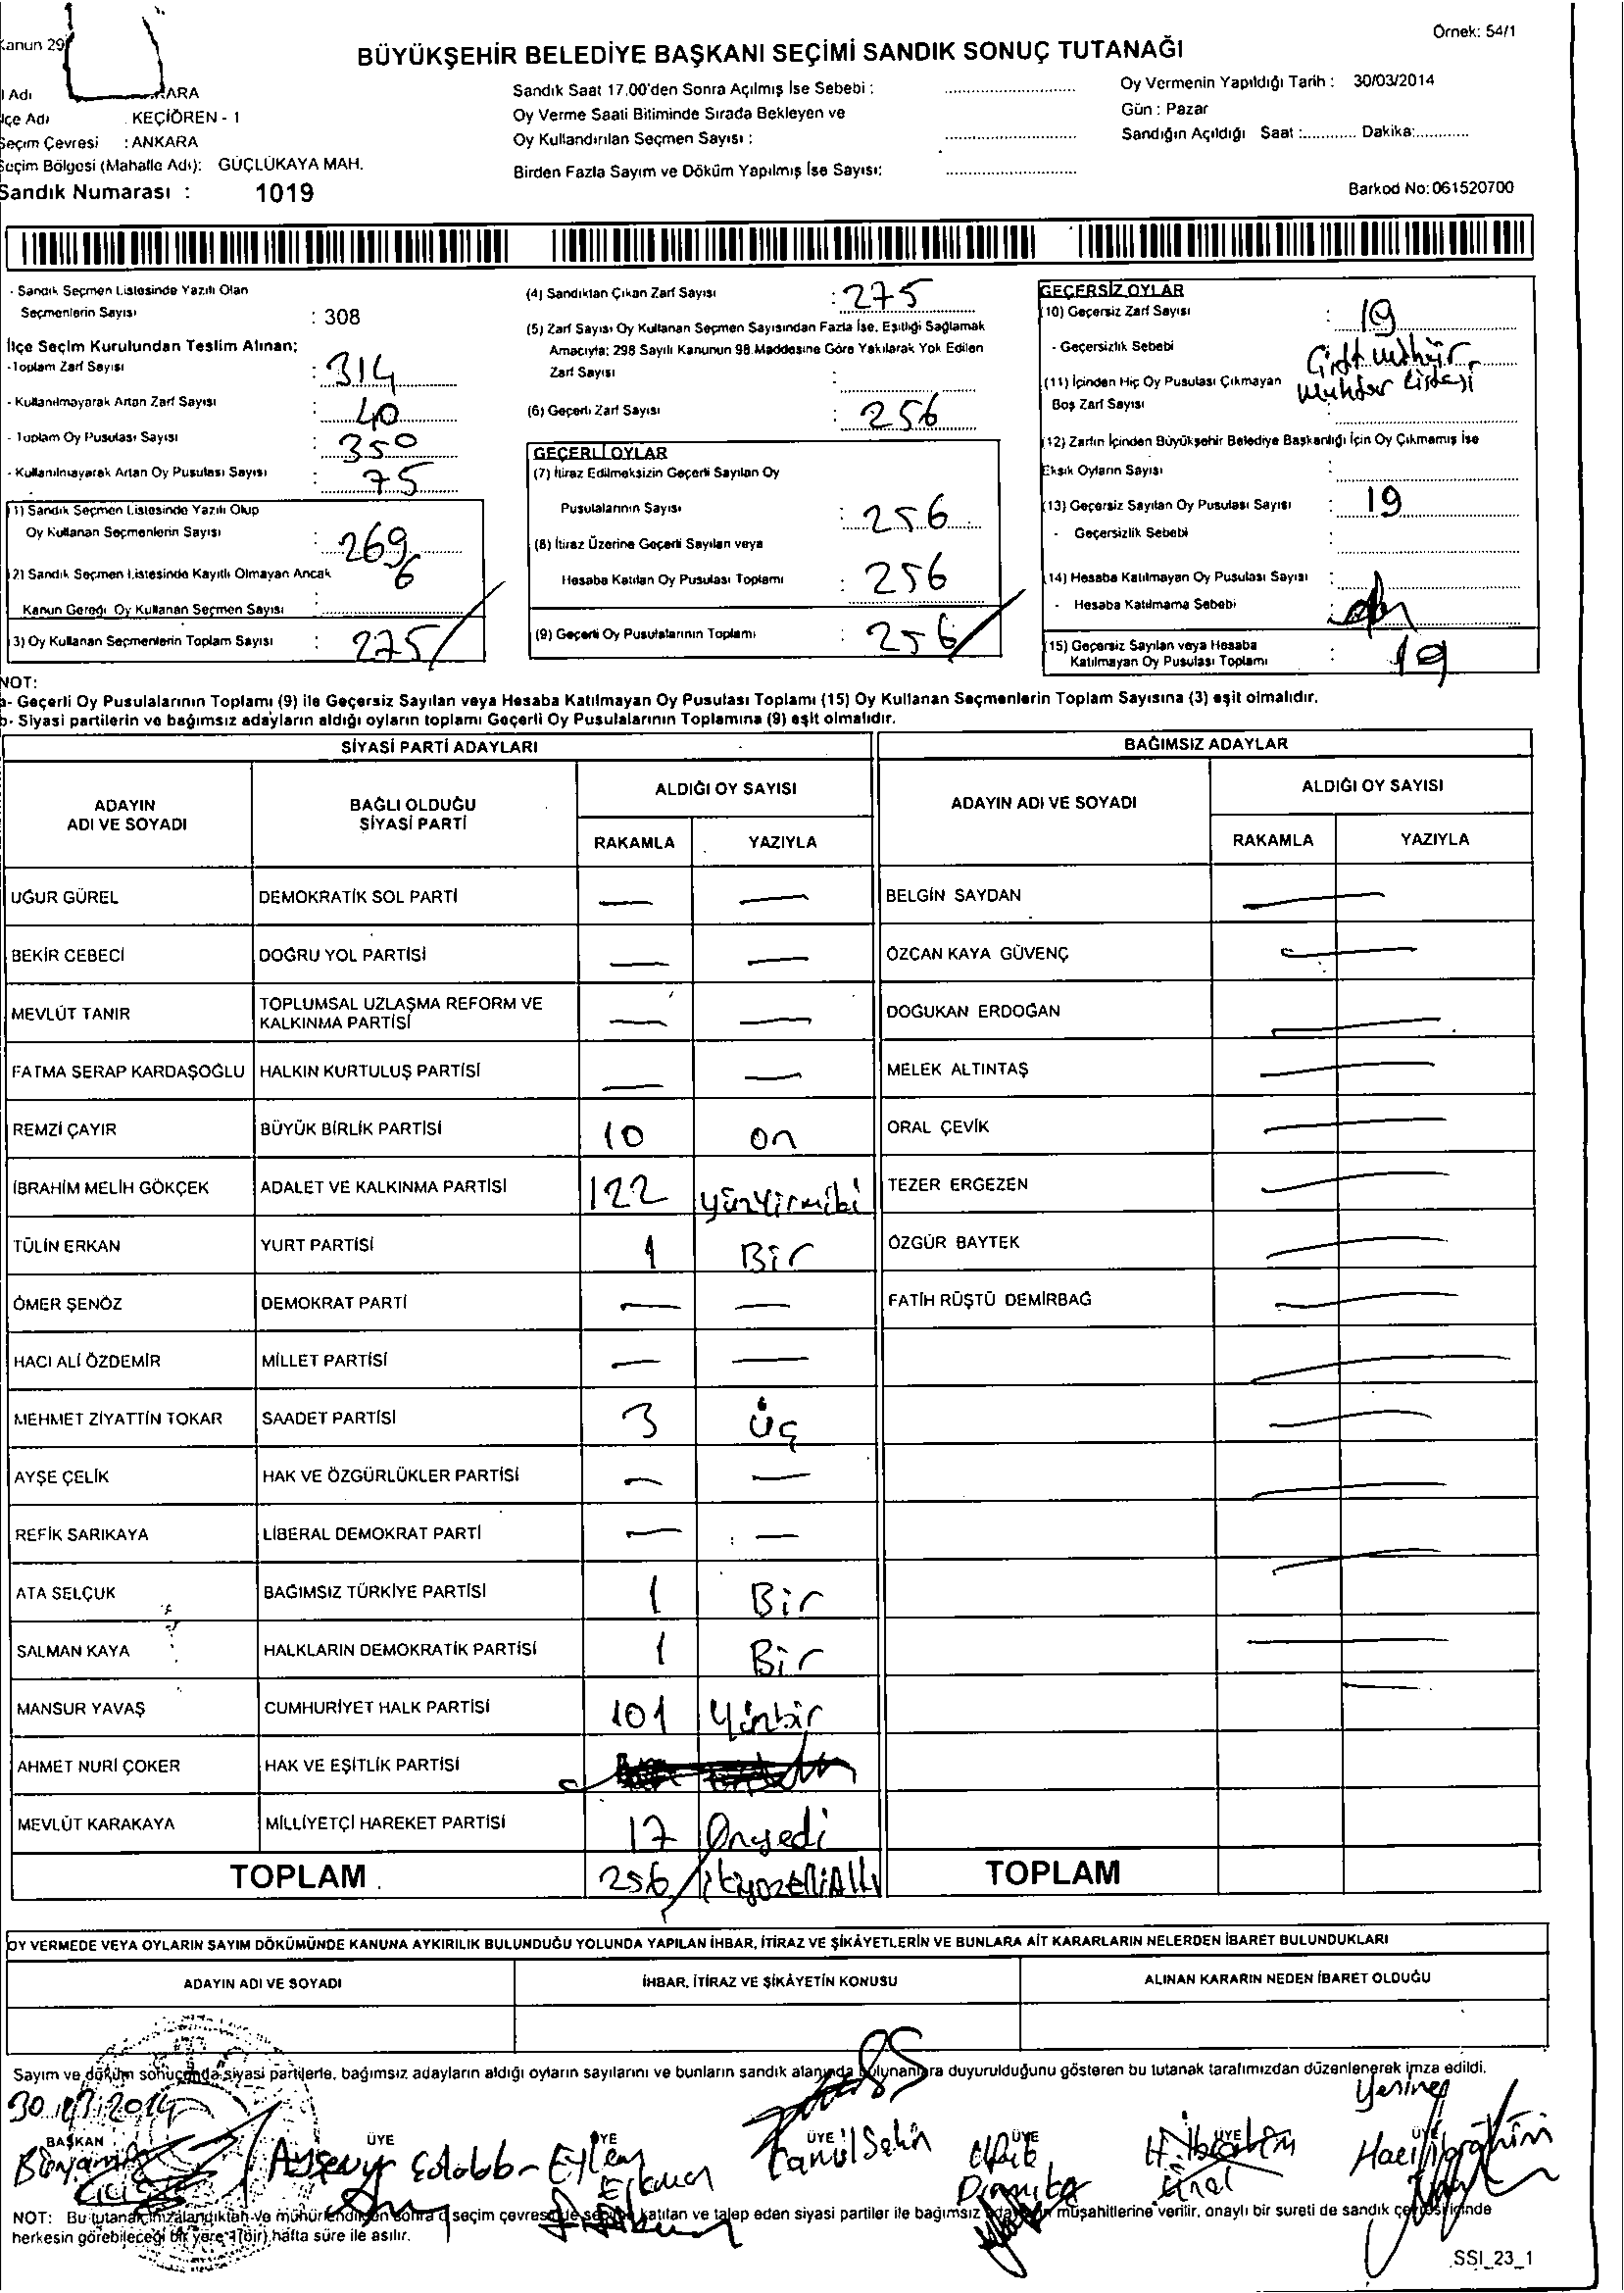 Kanun 29
Örnek: 54/1
BÜYÜKŞEHİR BELEDİYE BAŞKANI SEÇİMİ SANDIK SONUÇ TUTANAĞI
Adı ANKARA
İlçe Adı : KEÇİÖREN - 1
Seçim Çevresi : ANKARA
Seçim Bölgesi (Mahalle Adı): GÜÇLÜKAYA MAH.
Sandık Numarası : 1019
Sandık Saat 17.00'den Sonra Açılmış İse Sebebi :
Oy Verme Saati Bitiminde Sırada Bekleyen ve
Oy Kullandırılan Seçmen Sayısı :
Birden Fazla Sayım ve Döküm Yapılmış İse Sayısı:
Oy Vermenin Yapıldığı Tarih : 30/03/2014
Gün : Pazar
Sandığın Açıldığı Saat :............ Dakika:............
Barkod No: 061520700
- Sandık Seçmen Listesinde Yazılı Olan
Seçmenlerin Sayısı : 308
İlçe Seçim Kurulundan Teslim Alınan;
- Toplam Zarf Sayısı : 314
- Kullanılmayarak Artan Zarf Sayısı : 40
- Toplam Oy Pusulası Sayısı : 350
- Kullanılmayarak Artan Oy Pusulası Sayısı : 75
(1) Sandık Seçmen Listesinde Yazılı Olup
Oy Kullanan Seçmenlerin Sayısı : 269
(2) Sandık Seçmen Listesinde Kayıtlı Olmayan Ancak
Kanun Gereği Oy Kullanan Seçmen Sayısı : 6
(3) Oy Kullanan Seçmenlerin Toplam Sayısı : 275
(4) Sandıktan Çıkan Zarf Sayısı : 275
(5) Zarf Sayısı Oy Kullanan Seçmen Sayısından Fazla İse, Eşitliği Sağlamak
Amacıyla; 298 Sayılı Kanunun 98.Maddesine Göre Yakılarak Yok Edilen
Zarf Sayısı :
(6) Geçerli Zarf Sayısı : 256
GEÇERLİ OYLAR
(7) İtiraz Edilmeksizin Geçerli Sayılan Oy
Pusulalarının Sayısı : 256
(8) İtiraz Üzerine Geçerli Sayılan veya
Hesaba Katılan Oy Pusulası Toplamı : 256
(9) Geçerli Oy Pusulalarının Toplamı : 256
GEÇERSİZ OYLAR
(10) Geçersiz Zarf Sayısı : 19
- Geçersizlik Sebebi : Çift mühür
Muhtar Listesi
(11) İçinden Hiç Oy Pusulası Çıkmayan
Boş Zarf Sayısı :
(12) Zarfın İçinden Büyükşehir Belediye Başkanlığı İçin Oy Çıkmamış İse
Eksik Oyların Sayısı :
(13) Geçersiz Sayılan Oy Pusulası Sayısı : 19
- Geçersizlik Sebebi :
(14) Hesaba Katılmayan Oy Pusulası Sayısı :
- Hesaba Katılmama Sebebi :
(15) Geçersiz Sayılan veya Hesaba
Katılmayan Oy Pusulası Toplamı : 19
NOT:
a- Geçerli Oy Pusulalarının Toplamı (9) ile Geçersiz Sayılan veya Hesaba Katılmayan Oy Pusulası Toplamı (15) Oy Kullanan Seçmenlerin Toplam Sayısına (3) eşit olmalıdır.
b- Siyasi partilerin ve bağımsız adayların aldığı oyların toplamı Geçerli Oy Pusulalarının Toplamına (9) eşit olmalıdır.
SİYASİ PARTİ ADAYLARI
BAĞIMSIZ ADAYLAR
ADAYIN
ADI VE SOYADI
BAĞLI OLDUĞU
SİYASİ PARTİ
ALDIĞI OY SAYISI
RAKAMLA YAZIYLA
ADAYIN ADI VE SOYADI
ALDIĞI OY SAYISI
RAKAMLA YAZIYLA
UĞUR GÜREL DEMOKRATİK SOL PARTİ — — BELGİN SAYDAN —
BEKİR CEBECİ DOĞRU YOL PARTİSİ — — ÖZCAN KAYA GÜVENÇ —
MEVLÜT TANIR TOPLUMSAL UZLAŞMA REFORM VE
KALKINMA PARTİSİ — — DOĞUKAN ERDOĞAN —
FATMA SERAP KARDAŞOĞLU HALKIN KURTULUŞ PARTİSİ — — MELEK ALTINTAŞ —
REMZİ ÇAYIR BÜYÜK BİRLİK PARTİSİ 10 on ORAL ÇEVİK —
İBRAHİM MELİH GÖKÇEK ADALET VE KALKINMA PARTİSİ 122 yüzyirmiki TEZER ERGEZEN —
TÜLİN ERKAN YURT PARTİSİ 1 Bir ÖZGÜR BAYTEK —
ÖMER ŞENÖZ DEMOKRAT PARTİ — — FATİH RÜŞTÜ DEMİRBAĞ —
HACI ALİ ÖZDEMİR MİLLET PARTİSİ — — —
MEHMET ZİYATTİN TOKAR SAADET PARTİSİ 3 üç —
AYŞE ÇELİK HAK VE ÖZGÜRLÜKLER PARTİSİ — — —
REFİK SARIKAYA LİBERAL DEMOKRAT PARTİ — — —
ATA SELÇUK BAĞIMSIZ TÜRKİYE PARTİSİ 1 Bir
SALMAN KAYA HALKLARIN DEMOKRATİK PARTİSİ 1 Bir —
MANSUR YAVAŞ CUMHURİYET HALK PARTİSİ 101 Yüzbir —
AHMET NURİ ÇOKER HAK VE EŞİTLİK PARTİSİ
MEVLÜT KARAKAYA MİLLİYETÇİ HAREKET PARTİSİ 17 Onyedi
TOPLAM 256 ikiyüzelliAltı TOPLAM
OY VERMEDE VEYA OYLARIN SAYIM DÖKÜMÜNDE KANUNA AYKIRILIK BULUNDUĞU YOLUNDA YAPILAN İHBAR, İTİRAZ VE ŞİKÂYETLERİN VE BUNLARA AİT KARARLARIN NELERDEN İBARET BULUNDUKLARI
ADAYIN ADI VE SOYADI İHBAR, İTİRAZ VE ŞİKÂYETİN KONUSU ALINAN KARARIN NEDEN İBARET OLDUĞU
Sayım ve döküm sonucunda siyasi partilerle, bağımsız adayların aldığı oyların sayılarını ve bunların sandık alanında bulunanlara duyurulduğunu gösteren bu tutanak tarafımızdan düzenlenerek imza edildi.
30.03.2014 Yerine
BAŞKAN ÜYE ÜYE ÜYE ÜYE ÜYE ÜYE
Bünyamin Ayşenur Eylem Şahin H.İbrahim Ünal Hacı İbrahim
NOT: Bu tutanak imzalandıktan ve mühürlendikten sonra o seçim çevresinde seçime katılan ve talep eden siyasi partiler ile bağımsız adayların müşahitlerine verilir, onaylı bir sureti de sandık çevresi içinde
herkesin görebileceği bir yere 1(bir) hafta süre ile asılır.
SSI_23_1